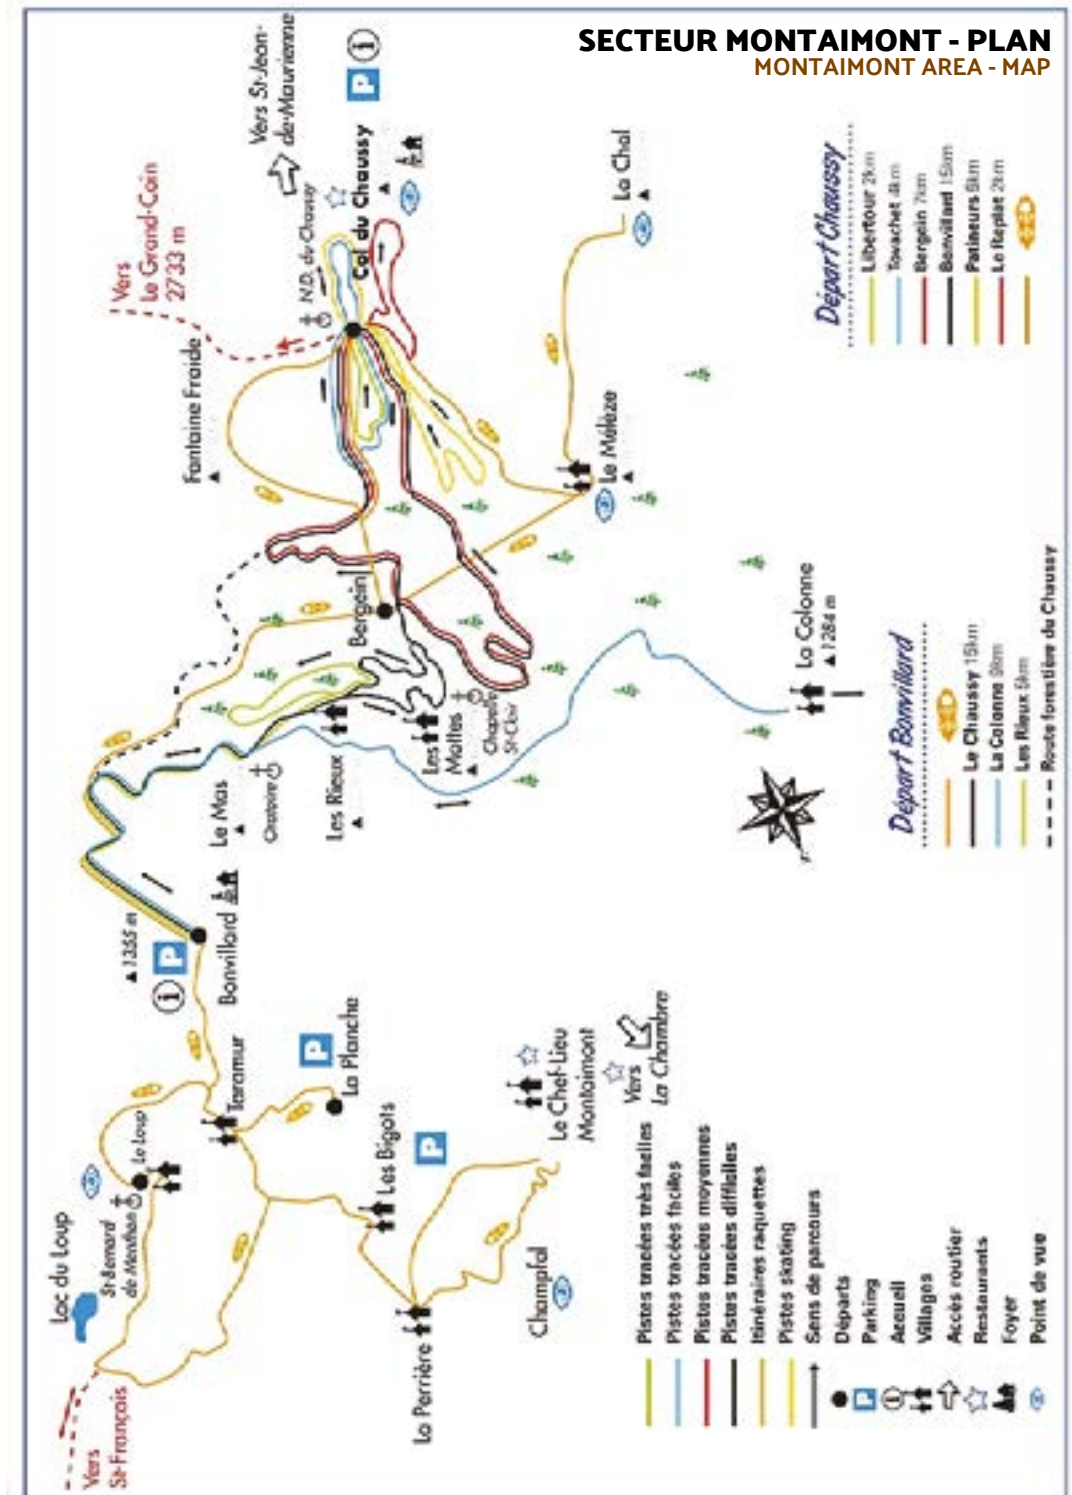 SECTEUR MONTAIMONT - PLAN
MONTAIMONT AREA - MAP
Vers St-Jean-
de-Maurienne
P
i
Vers
Le Grand-Coin
2733 m
N.D. du Chaussy
Col du Chaussy
La Chal
Fontaine Froide
Le Mélèze
Bergein
La Colonne
1284 m
Les
Mottes
Chapelle
St-Clair
Les Rieux
Le Mas
Oratoire
1355 m
i P
Bonvillard
Taramur
P
La Planche
Le Loup
St-Bernard
de Menthon
Lac du Loup
Vers
St-François
Les Bigots
P
La Perrière
Champfol
Le Chef-Lieu
Montaimont
Vers
La Chambre
Départ Chaussy
Libertour 2km
Tovachet 4km
Bergein 7km
Bonvillard 15km
Patineurs 5km
Le Replat 2km
Départ Bonvillard
Le Chaussy 15km
La Colonne 9km
Les Rieux 5km
Route forestière du Chaussy
Pistes tracées très faciles
Pistes tracées faciles
Pistes tracées moyennes
Pistes tracées difficiles
Itinéraires raquettes
Pistes skating
Sens de parcours
Départs
P Parking
i Accueil
Villages
Accès routier
Restaurants
Foyer
Point de vue